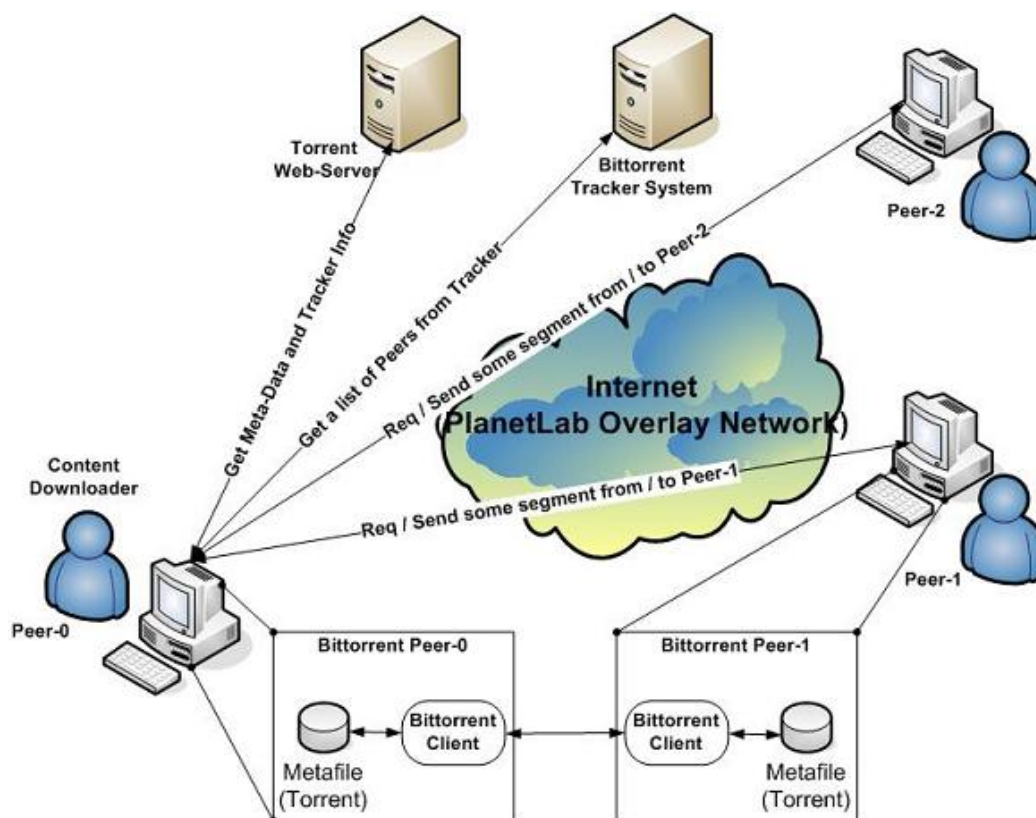 Torrent
Web-Server
Bittorrent
Tracker System
Peer-2
Get Meta-Data and Tracker Info
Get a list of Peers from Tracker
Req / Send some segment from / to Peer-2
Internet
(PlanetLab Overlay Network)
Req / Send some segment from / to Peer-1
Content
Downloader
Peer-0
Peer-1
Bittorrent Peer-0
Bittorrent Peer-1
Bittorrent
Client
Bittorrent
Client
Metafile
(Torrent)
Metafile
(Torrent)